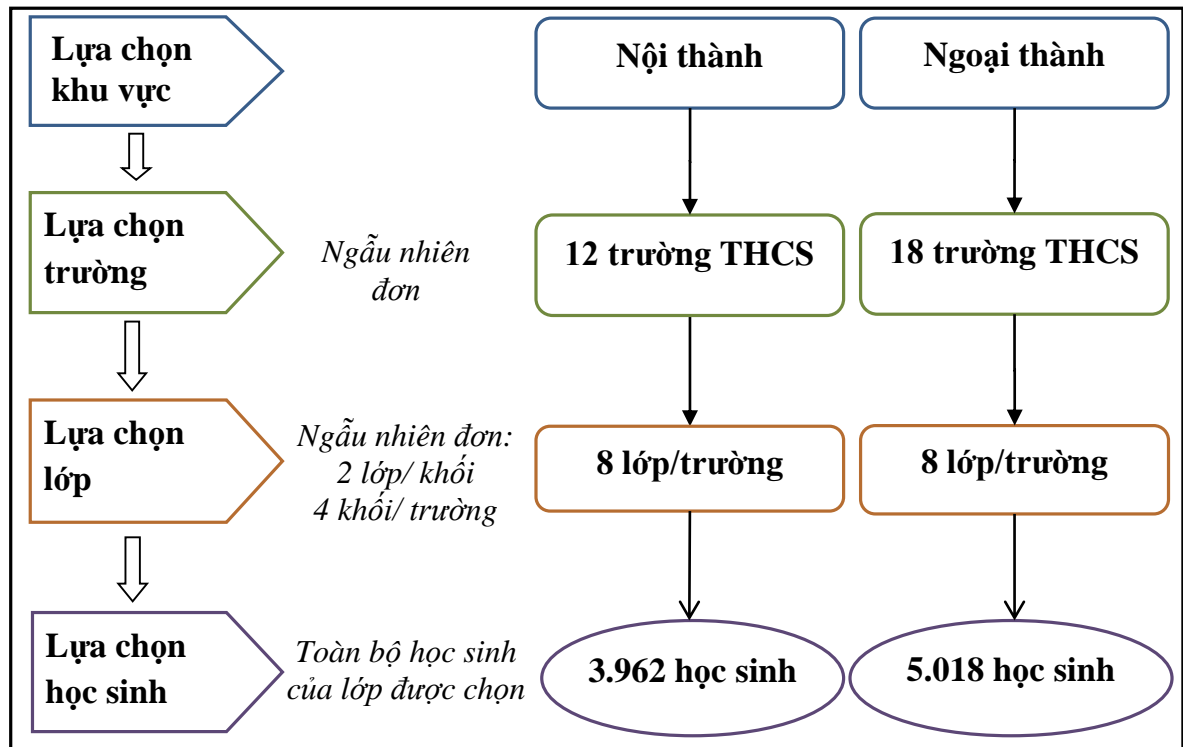 Lựa chọn
khu vực
Nội thành
Ngoại thành
Lựa chọn
trường
Ngẫu nhiên
đơn
12 trường THCS
18 trường THCS
Lựa chọn
lớp
Ngẫu nhiên đơn:
2 lớp/ khối
4 khối/ trường
8 lớp/trường
8 lớp/trường
Lựa chọn
học sinh
Toàn bộ học sinh
của lớp được chọn
3.962 học sinh
5.018 học sinh